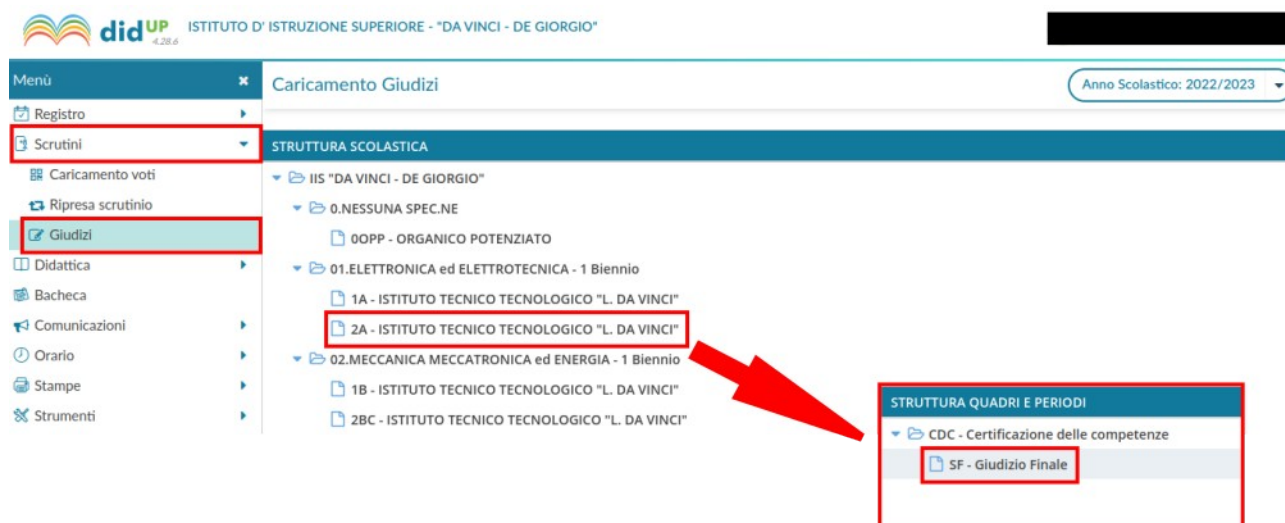 didUP 4.28.6 ISTITUTO D' ISTRUZIONE SUPERIORE - "DA VINCI - DE GIORGIO"
Menù
Registro
Scrutini
Caricamento voti
Ripresa scrutinio
Giudizi
Didattica
Bacheca
Comunicazioni
Orario
Stampe
Strumenti
Caricamento Giudizi
Anno Scolastico: 2022/2023
STRUTTURA SCOLASTICA
IIS "DA VINCI - DE GIORGIO"
0.NESSUNA SPEC.NE
0OPP - ORGANICO POTENZIATO
01.ELETTRONICA ed ELETTROTECNICA - 1 Biennio
1A - ISTITUTO TECNICO TECNOLOGICO "L. DA VINCI"
2A - ISTITUTO TECNICO TECNOLOGICO "L. DA VINCI"
02.MECCANICA MECCATRONICA ed ENERGIA - 1 Biennio
1B - ISTITUTO TECNICO TECNOLOGICO "L. DA VINCI"
2BC - ISTITUTO TECNICO TECNOLOGICO "L. DA VINCI"
STRUTTURA QUADRI E PERIODI
CDC - Certificazione delle competenze
SF - Giudizio Finale